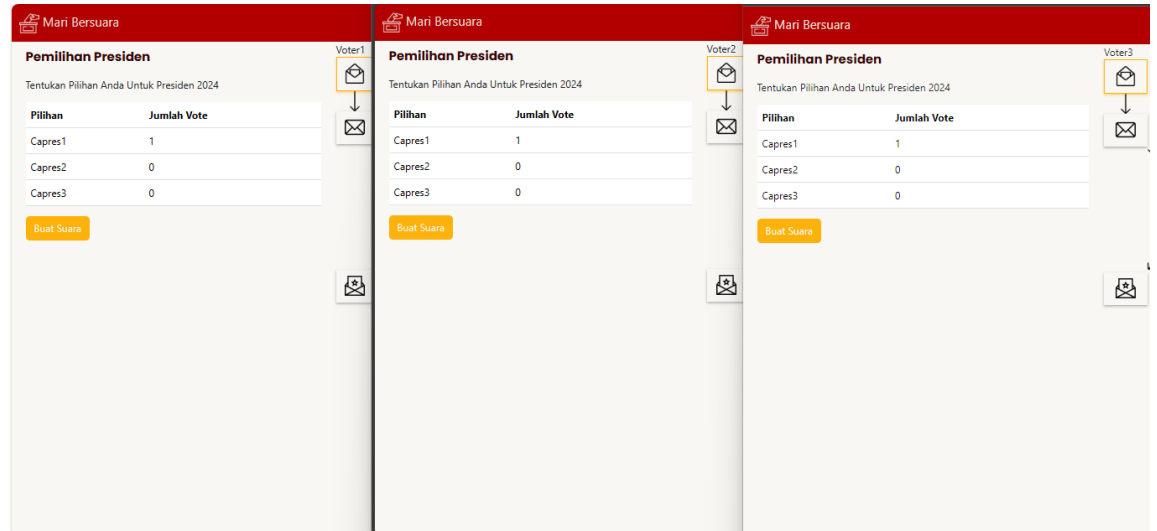 Mari Bersuara
Pemilihan Presiden
Voter1
Tentukan Pilihan Anda Untuk Presiden 2024
Pilihan Jumlah Vote
Capres1 1
Capres2 0
Capres3 0
Buat Suara
Mari Bersuara
Pemilihan Presiden
Voter2
Tentukan Pilihan Anda Untuk Presiden 2024
Pilihan Jumlah Vote
Capres1 1
Capres2 0
Capres3 0
Buat Suara
Mari Bersuara
Pemilihan Presiden
Voter3
Tentukan Pilihan Anda Untuk Presiden 2024
Pilihan Jumlah Vote
Capres1 1
Capres2 0
Capres3 0
Buat Suara